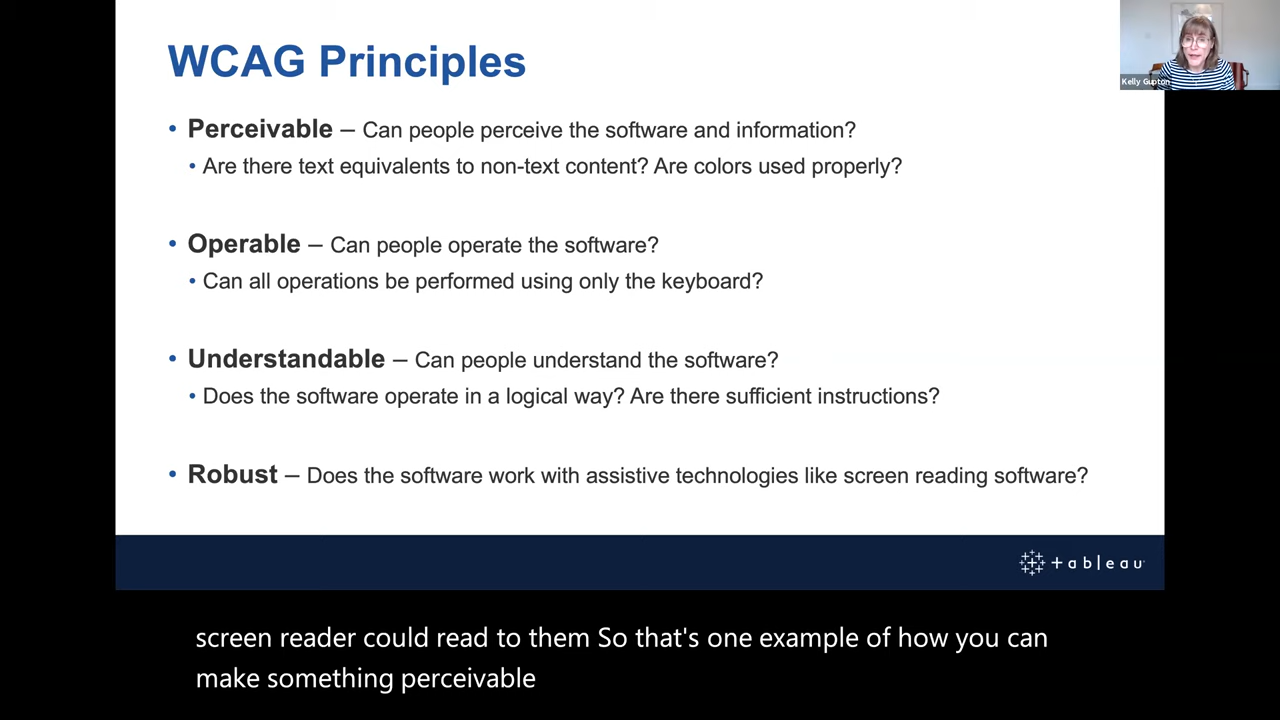 WCAG Principles
Kelly Gupton
• Perceivable – Can people perceive the software and information?
• Are there text equivalents to non-text content? Are colors used properly?
• Operable – Can people operate the software?
• Can all operations be performed using only the keyboard?
• Understandable – Can people understand the software?
• Does the software operate in a logical way? Are there sufficient instructions?
• Robust – Does the software work with assistive technologies like screen reading software?
tableau
screen reader could read to them So that's one example of how you can
make something perceivable